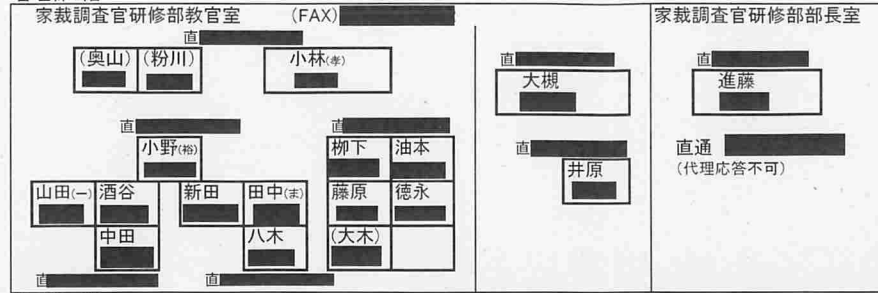 家裁調査官研修部教官室 (FAX)
家裁調査官研修部部長室
直
(奥山) (粉川) 小林(孝)
直
大槻
直
進藤
直
小野(裕)
直
柳下 油本
直
井原
直通
(代理応答不可)
山田(一) 酒谷 新田 田中(ま) 藤原 徳永
中田 八木 (大木)
直
直